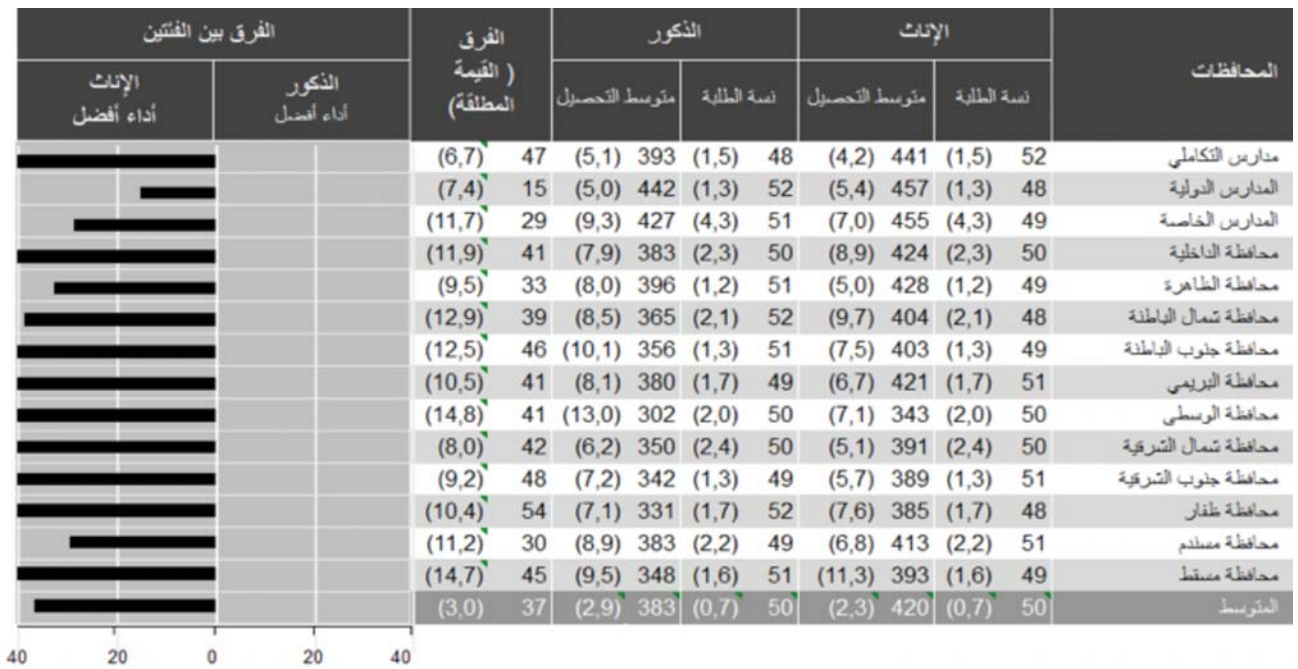 المحافظات الإناث الذكور الفرق ( القيمة المطلقة) الفرق بين الفئتين
نسة الطلبة متوسط التحصيل نسة الطلبة متوسط التحصيل الذكور أداء أفضل الإناث أداء أفضل
مدارس التكاملي 52 (1,5) 441 (4,2) 48 (1,5) 393 (5,1) 47 (6,7)
المدارس الدولية 48 (1,3) 457 (5,4) 52 (1,3) 442 (5,0) 15 (7,4)
المدارس الخاصة 49 (4,3) 455 (7,0) 51 (4,3) 427 (9,3) 29 (11,7)
محافظة الداخلية 50 (2,3) 424 (8,9) 50 (2,3) 383 (7,9) 41 (11,9)
محافظة الظاهرة 49 (1,2) 428 (5,0) 51 (1,2) 396 (8,0) 33 (9,5)
محافظة شمال الباطنة 48 (2,1) 404 (9,7) 52 (2,1) 365 (8,5) 39 (12,9)
محافظة جنوب الباطنة 49 (1,3) 403 (7,5) 51 (1,3) 356 (10,1) 46 (12,5)
محافظة البريمي 51 (1,7) 421 (6,7) 49 (1,7) 380 (8,1) 41 (10,5)
محافظة الوسطى 50 (2,0) 343 (7,1) 50 (2,0) 302 (13,0) 41 (14,8)
محافظة شمال الشرقية 50 (2,4) 391 (5,1) 50 (2,4) 350 (6,2) 42 (8,0)
محافظة جنوب الشرقية 51 (1,3) 389 (5,7) 49 (1,3) 342 (7,2) 48 (9,2)
محافظة ظفار 48 (1,7) 385 (7,6) 52 (1,7) 331 (7,1) 54 (10,4)
محافظة مسندم 51 (2,2) 413 (6,8) 49 (2,2) 383 (8,9) 30 (11,2)
محافظة مسقط 49 (1,6) 393 (11,3) 51 (1,6) 348 (9,5) 45 (14,7)
المتوسط 50 (0,7) 420 (2,3) 50 (0,7) 383 (2,9) 37 (3,0)
40 20 0 20 40